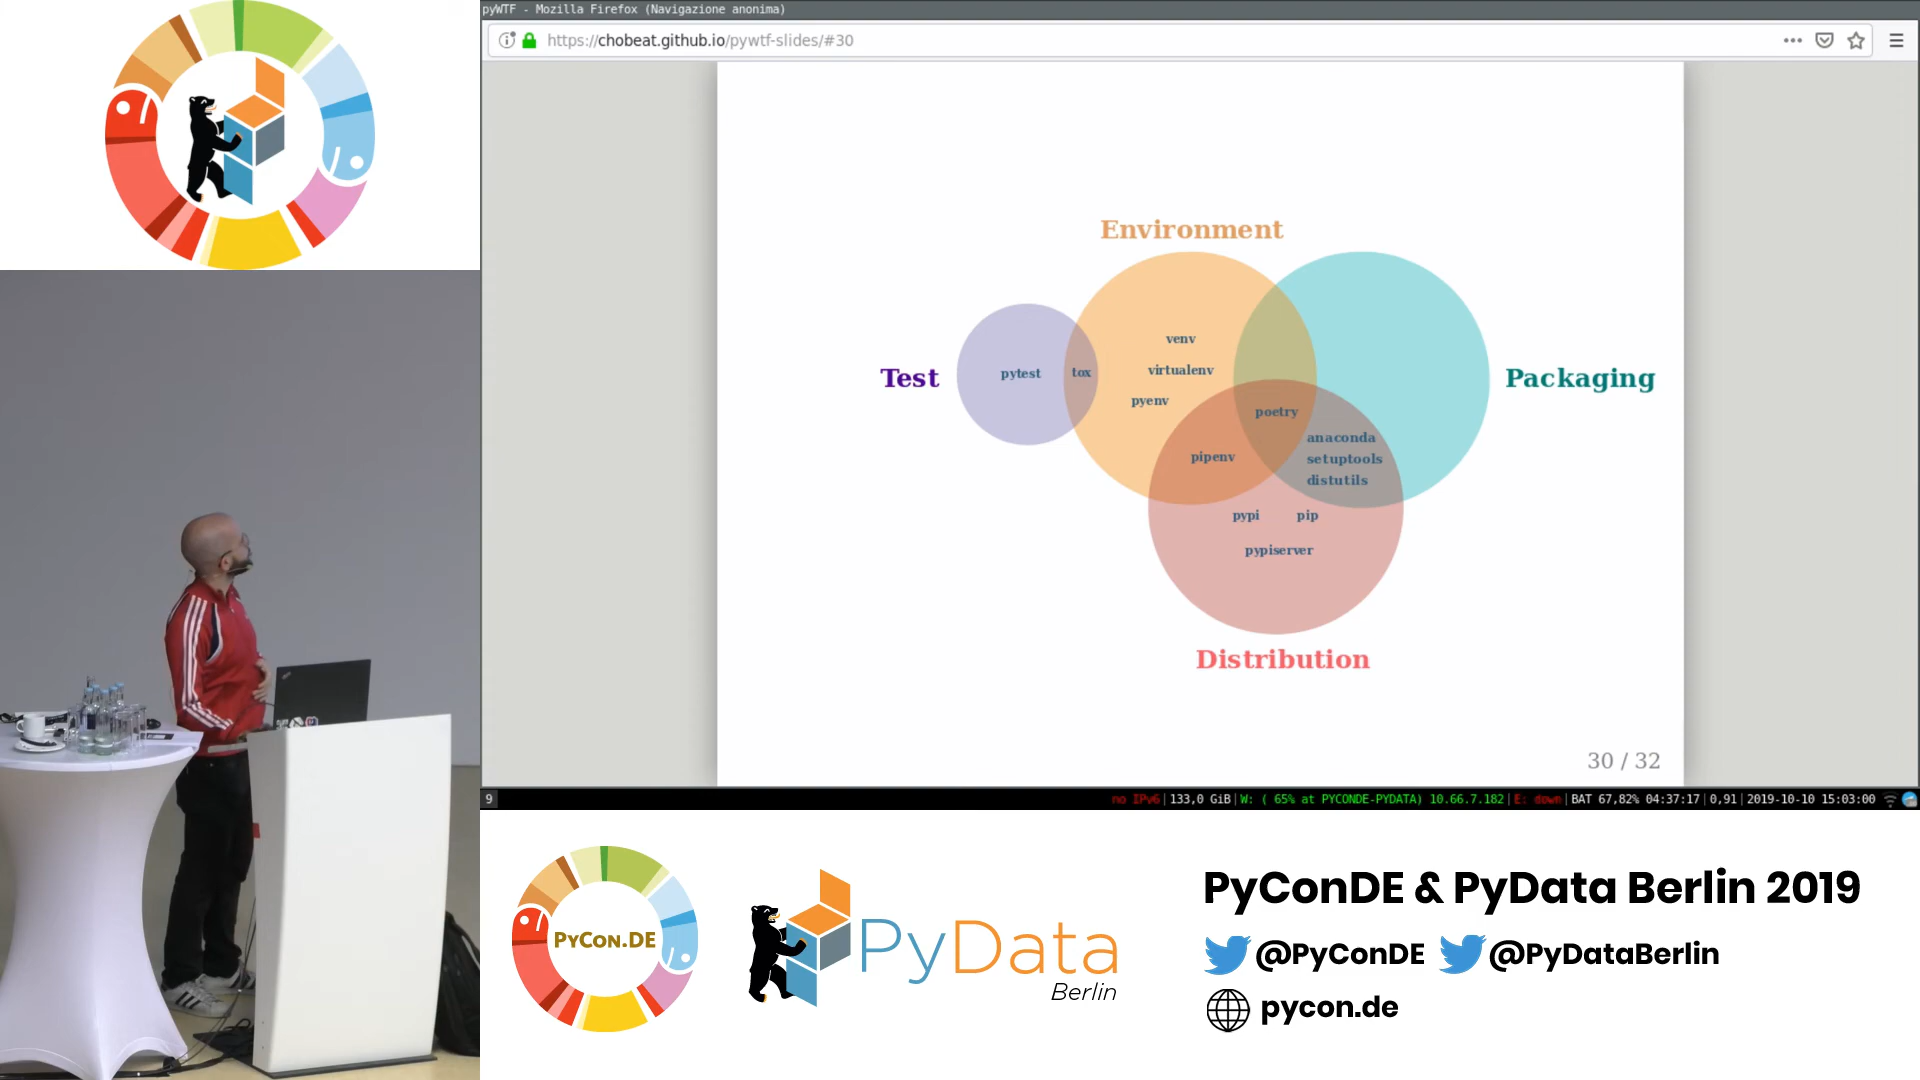 pyWTF - Mozilla Firefox (Navigazione anonima)
https://chobeat.github.io/pywtf-slides/#30
Environment
Test
Packaging
pytest
tox
venv
virtualenv
pyenv
poetry
anaconda
setuptools
distutils
pipenv
pypi pip
pypiserver
Distribution
30 / 32
9
no IPv6 | 133,0 GiB | W: ( 65% at PYCONDE-PYDATA) 10.66.7.182 | E: down | BAT 67,82% 04:37:17 | 0,91 | 2019-10-10 15:03:00
PYCON.DE
PyData
Berlin
PyConDE & PyData Berlin 2019
@PyConDE @PyDataBerlin
pycon.de